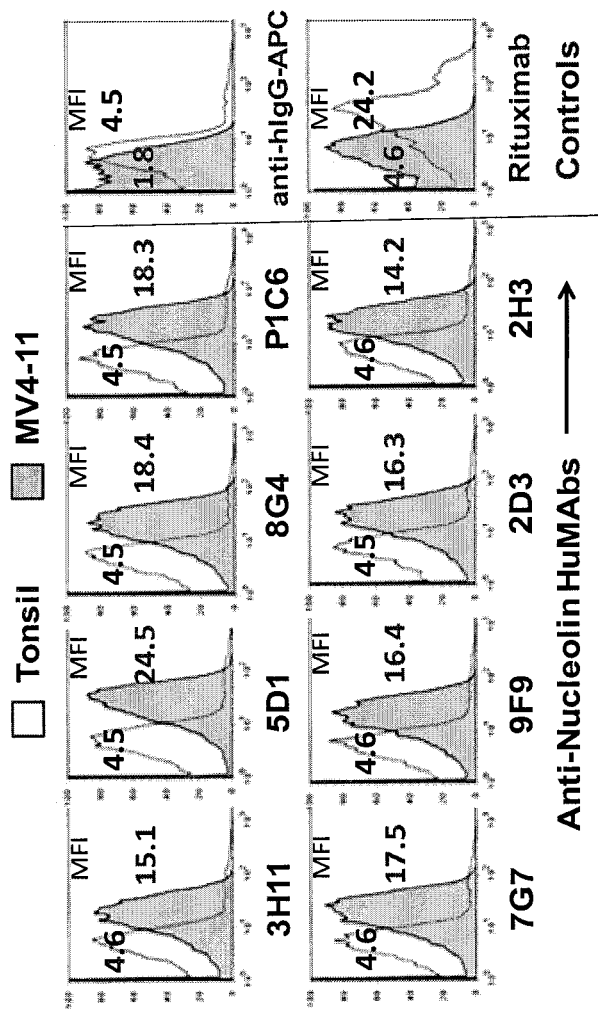 Tonsil MV4-11
MFI 4.6 15.1
3H11
MFI 4.5 24.5
5D1
MFI 4.5 18.4
8G4
MFI 4.5 18.3
P1C6
MFI 1.8 4.5
anti-hIgG-APC
MFI 4.6 17.5
7G7
MFI 4.6 16.4
9F9
MFI 4.5 16.3
2D3
MFI 4.6 14.2
2H3
MFI 4.6 24.2
Rituximab
Anti-Nucleolin HuMAbs →
Controls